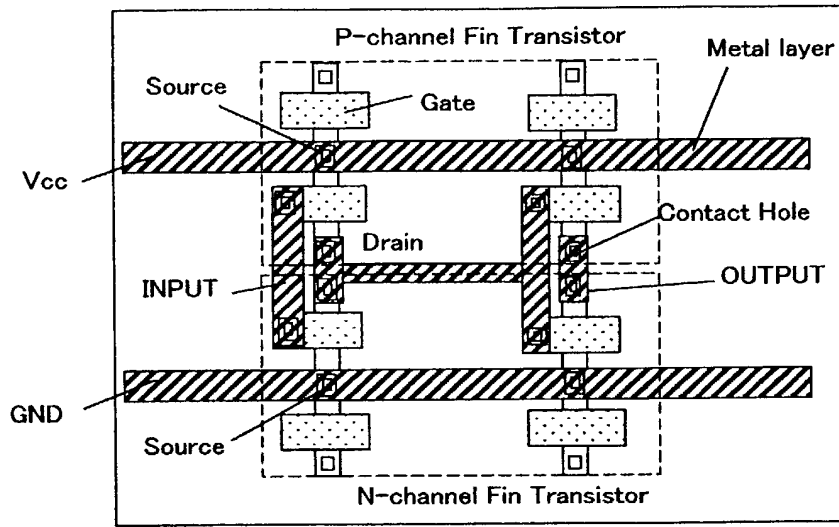 P-channel Fin Transistor
Metal layer
Source
Gate
Vcc
Contact Hole
Drain
INPUT
OUTPUT
GND
Source
N-channel Fin Transistor